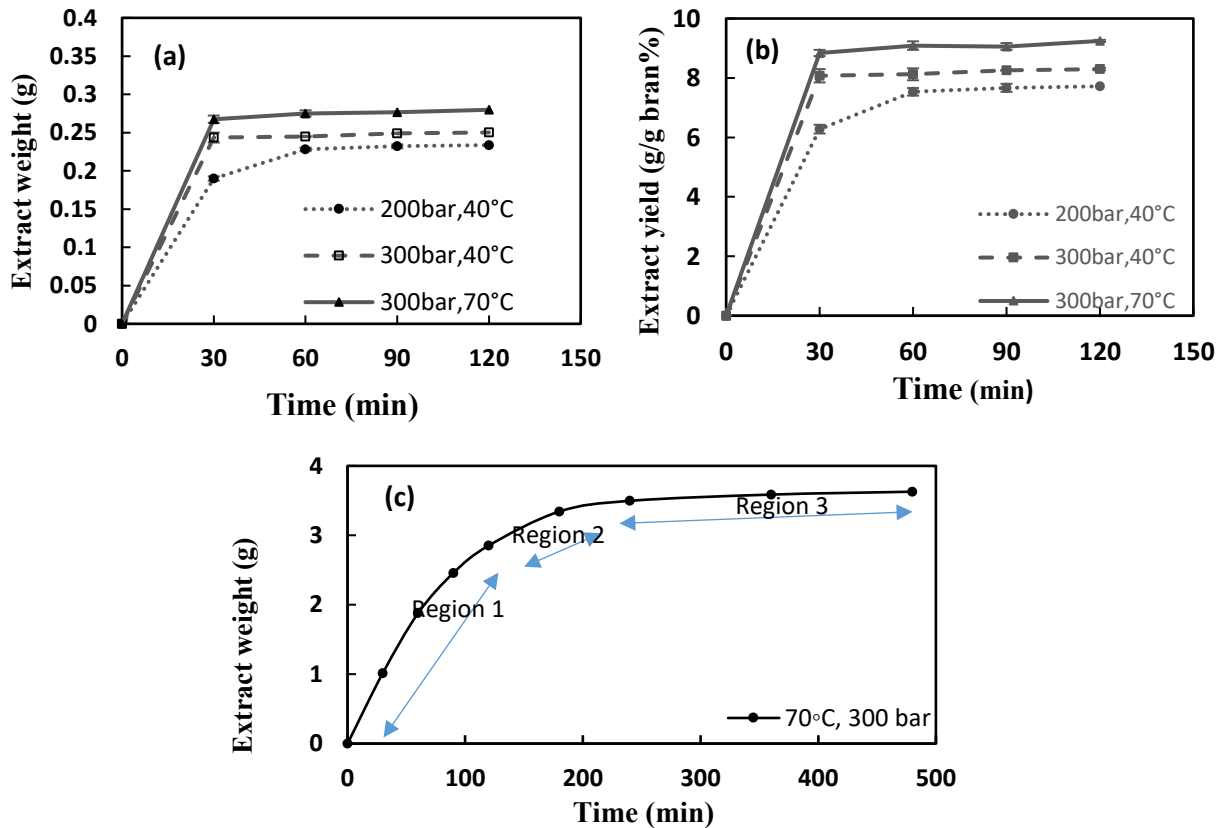 (a)
Extract weight (g)
0.4
0.35
0.3
0.25
0.2
0.15
0.1
0.05
0
200bar,40°C
300bar,40°C
300bar,70°C
0 30 60 90 120 150
Time (min)
(b)
Extract yield (g/g bran%)
10
8
6
4
2
0
200bar,40°C
300bar,40°C
300bar,70°C
0 30 60 90 120 150
Time (min)
(c)
Extract weight (g)
4
3
2
1
0
Region 3
Region 2
Region 1
70°C, 300 bar
0 100 200 300 400 500
Time (min)